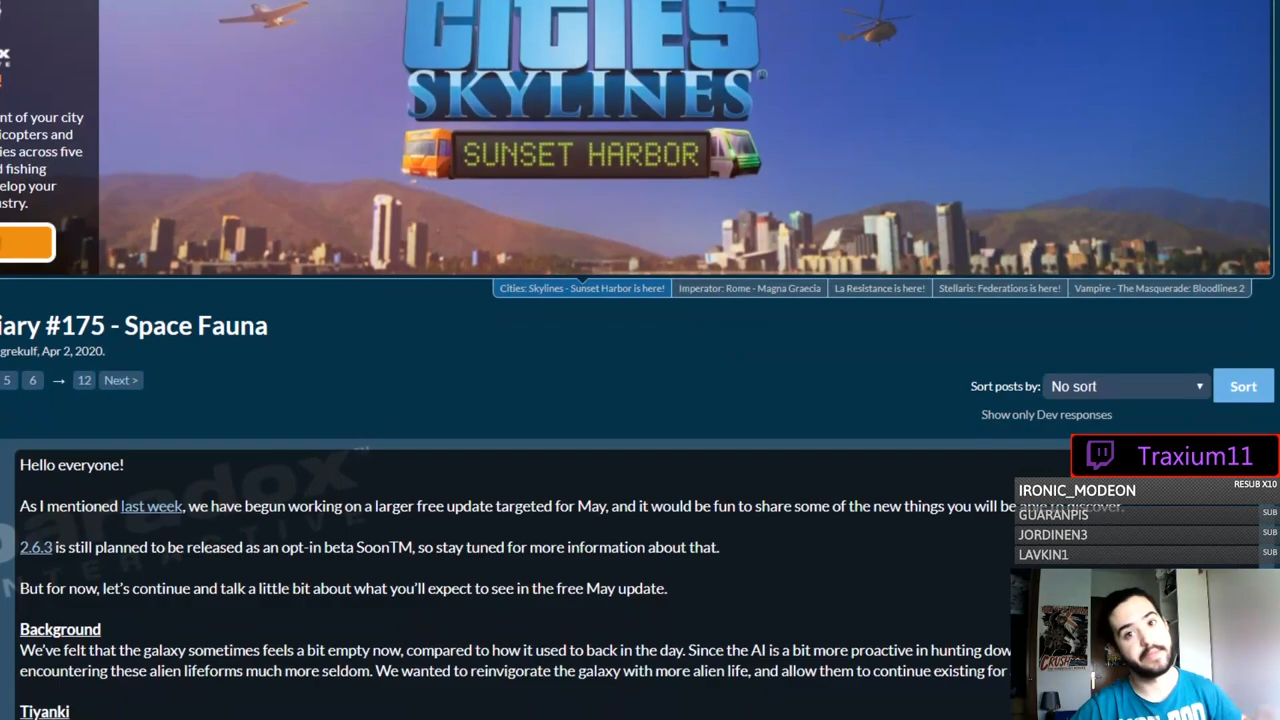 CITIES
SKYLINES
SUNSET HARBOR
nt of your city
icopters and
ies across five
fishing
elop your
stry.
Cities: Skylines - Sunset Harbor is here!
Imperator: Rome - Magna Graecia
La Resistance is here!
Stellaris: Federations is here!
Vampire - The Masquerade: Bloodlines 2
iary #175 - Space Fauna
grekulf, Apr 2, 2020.
5 6 → 12 Next >
Sort posts by: No sort Sort
Show only Dev responses
Hello everyone!
As I mentioned last week, we have begun working on a larger free update targeted for May, and it would be fun to share some of the new things you will be able to discover.
2.6.3 is still planned to be released as an opt-in beta SoonTM, so stay tuned for more information about that.
But for now, let's continue and talk a little bit about what you'll expect to see in the free May update.
Background
We've felt that the galaxy sometimes feels a bit empty now, compared to how it used to back in the day. Since the AI is a bit more proactive in hunting dow
encountering these alien lifeforms much more seldom. We wanted to reinvigorate the galaxy with more alien life, and allow them to continue existing for
Tiyanki
paradox
INTERACTIVE
Traxium11
IRONIC_MODEON RESUB X10
GUARANPIS SUB
JORDINEN3 SUB
LAVKIN1 SUB
CRUSH